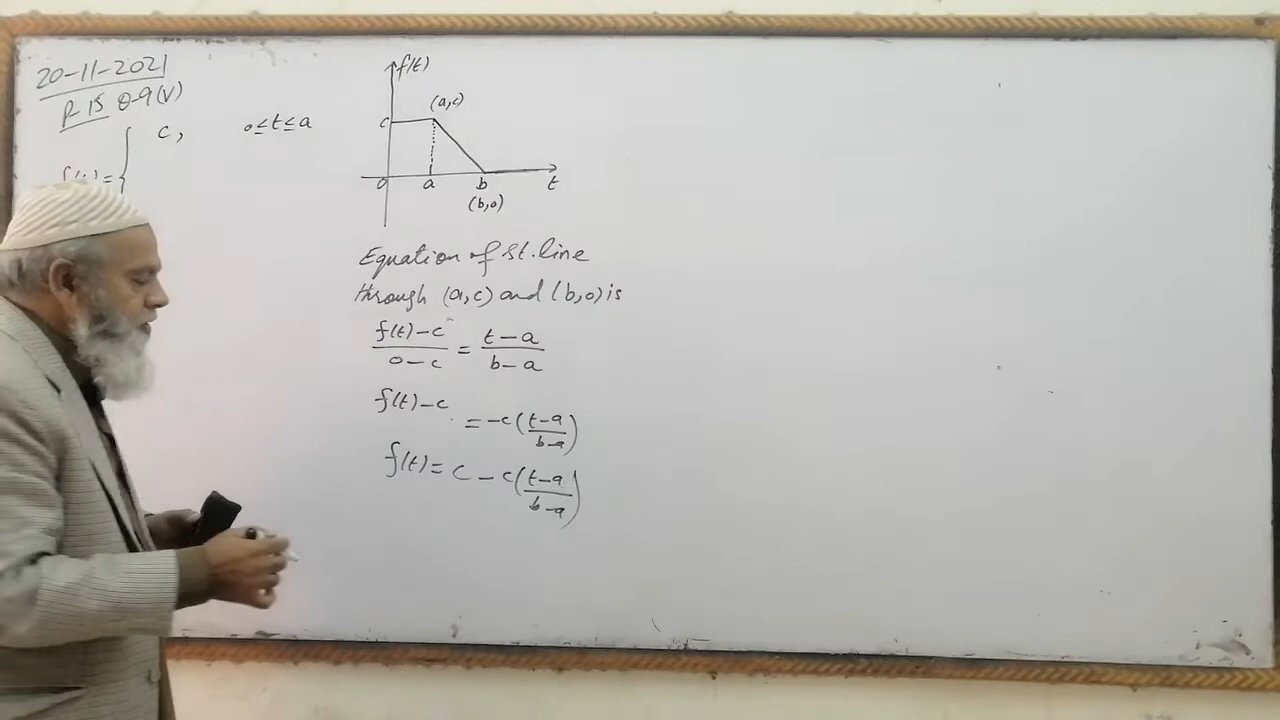 20-11-2021
P-15 Q-9(V)
f(t) = { c, 0 ≤ t ≤ a
f(t)
(a,c)
c
0 a b t
(b,0)
Equation of St. line
through (a,c) and (b,0) is
(f(t)-c)/(0-c) = (t-a)/(b-a)
f(t)-c = -c((t-a)/(b-a))
f(t) = c - c((t-a)/(b-a))